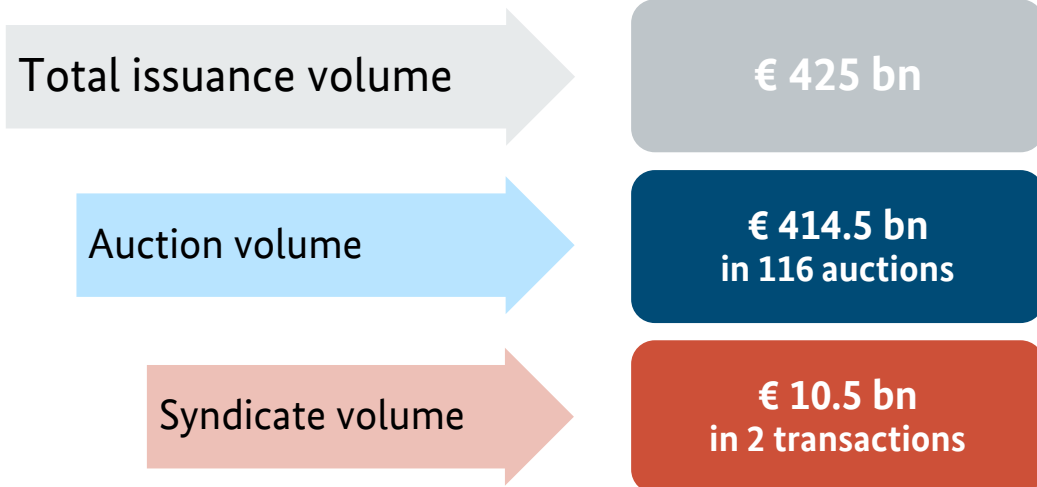 Total issuance volume
€ 425 bn
Auction volume
€ 414.5 bn
in 116 auctions
Syndicate volume
€ 10.5 bn
in 2 transactions